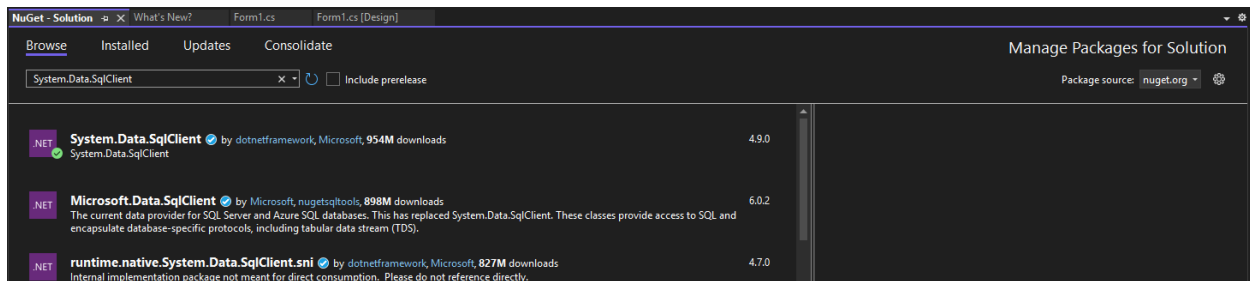 NuGet - Solution What's New? Form1.cs Form1.cs [Design]
Browse Installed Updates Consolidate Manage Packages for Solution
System.Data.SqlClient Include prerelease Package source: nuget.org
.NET System.Data.SqlClient by dotnetframework, Microsoft, 954M downloads 4.9.0
System.Data.SqlClient
.NET Microsoft.Data.SqlClient by Microsoft, nugetsqltools, 898M downloads 6.0.2
The current data provider for SQL Server and Azure SQL databases. This has replaced System.Data.SqlClient. These classes provide access to SQL and
encapsulate database-specific protocols, including tabular data stream (TDS).
.NET runtime.native.System.Data.SqlClient.sni by dotnetframework, Microsoft, 827M downloads 4.7.0
Internal implementation package not meant for direct consumption. Please do not reference directly.